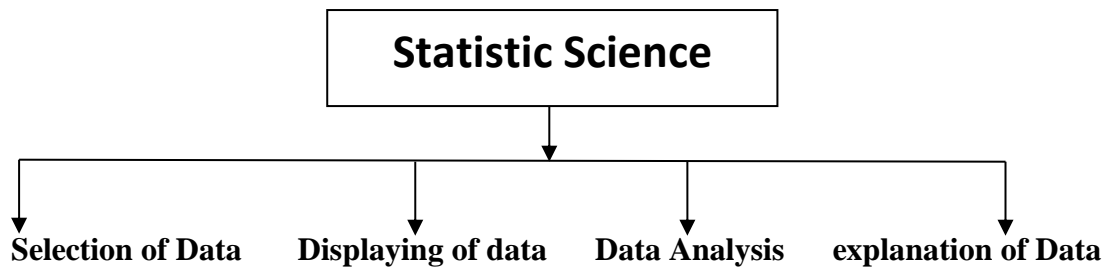 Statistic Science
Selection of Data Displaying of data Data Analysis explanation of Data